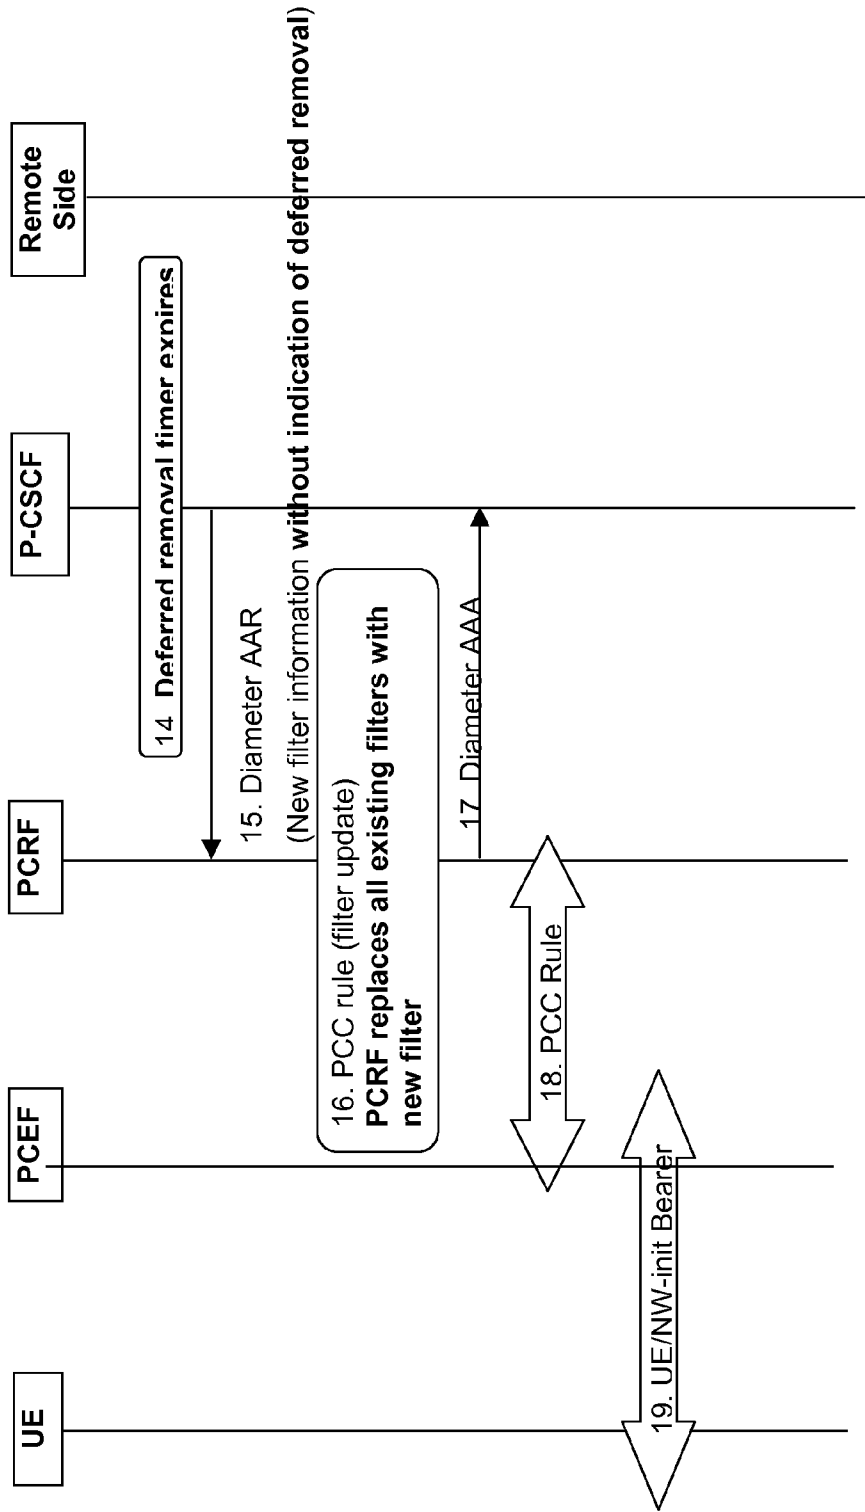 UE
PCEF
PCRF
P-CSCF
Remote
Side
14. Deferred removal timer expires
15. Diameter AAR
(New filter information without indication of deferred removal)
16. PCC rule (filter update)
PCRF replaces all existing filters with
new filter
17. Diameter AAA
18. PCC Rule
19. UE/NW-init Bearer